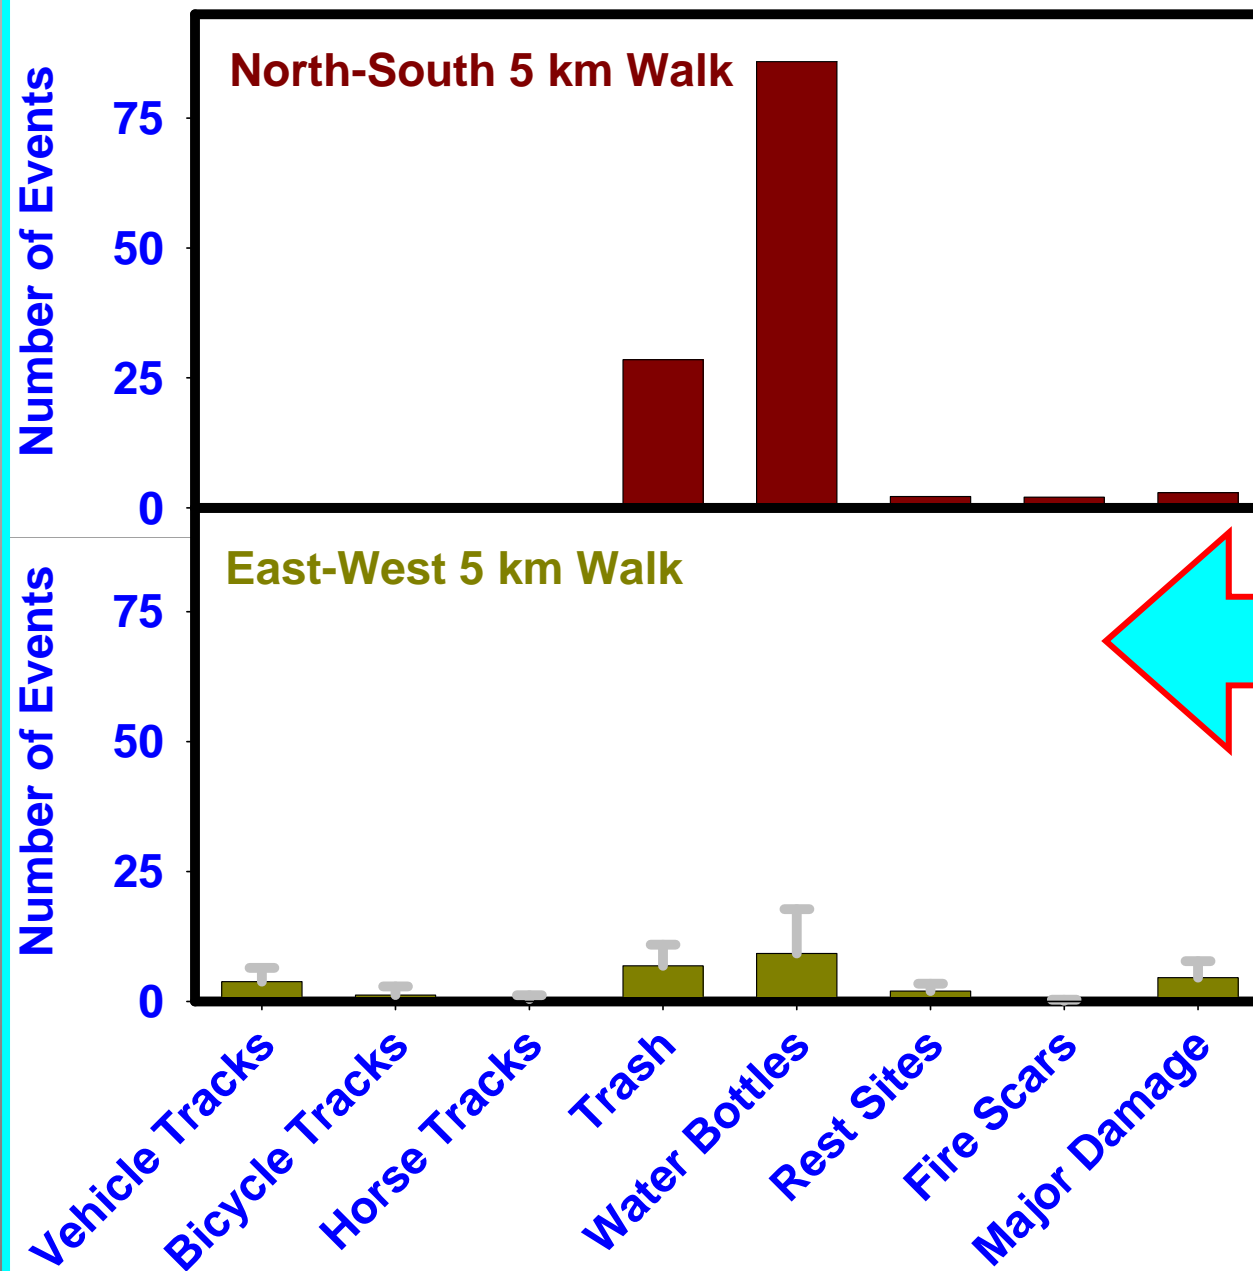 North-South 5 km Walk
Number of Events
75
50
25
0
East-West 5 km Walk
Number of Events
75
50
25
0
Vehicle Tracks
Bicycle Tracks
Horse Tracks
Trash
Water Bottles
Rest Sites
Fire Scars
Major Damage